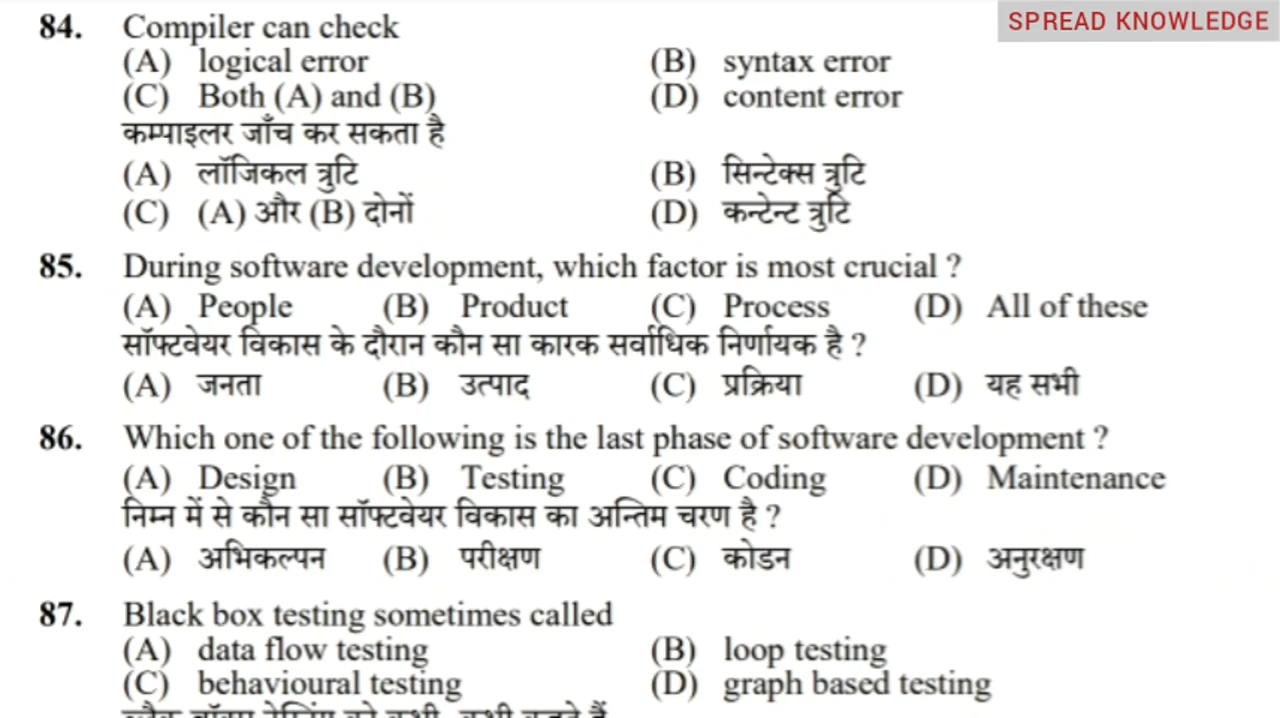 SPREAD KNOWLEDGE
84. Compiler can check
(A) logical error (B) syntax error
(C) Both (A) and (B) (D) content error
कम्पाइलर जाँच कर सकता है
(A) लॉजिकल त्रुटि (B) सिन्टेक्स त्रुटि
(C) (A) और (B) दोनों (D) कन्टेन्ट त्रुटि
85. During software development, which factor is most crucial ?
(A) People (B) Product (C) Process (D) All of these
सॉफ्टवेयर विकास के दौरान कौन सा कारक सर्वाधिक निर्णायक है ?
(A) जनता (B) उत्पाद (C) प्रक्रिया (D) यह सभी
86. Which one of the following is the last phase of software development ?
(A) Design (B) Testing (C) Coding (D) Maintenance
निम्न में से कौन सा सॉफ्टवेयर विकास का अन्तिम चरण है ?
(A) अभिकल्पन (B) परीक्षण (C) कोडन (D) अनुरक्षण
87. Black box testing sometimes called
(A) data flow testing (B) loop testing
(C) behavioural testing (D) graph based testing